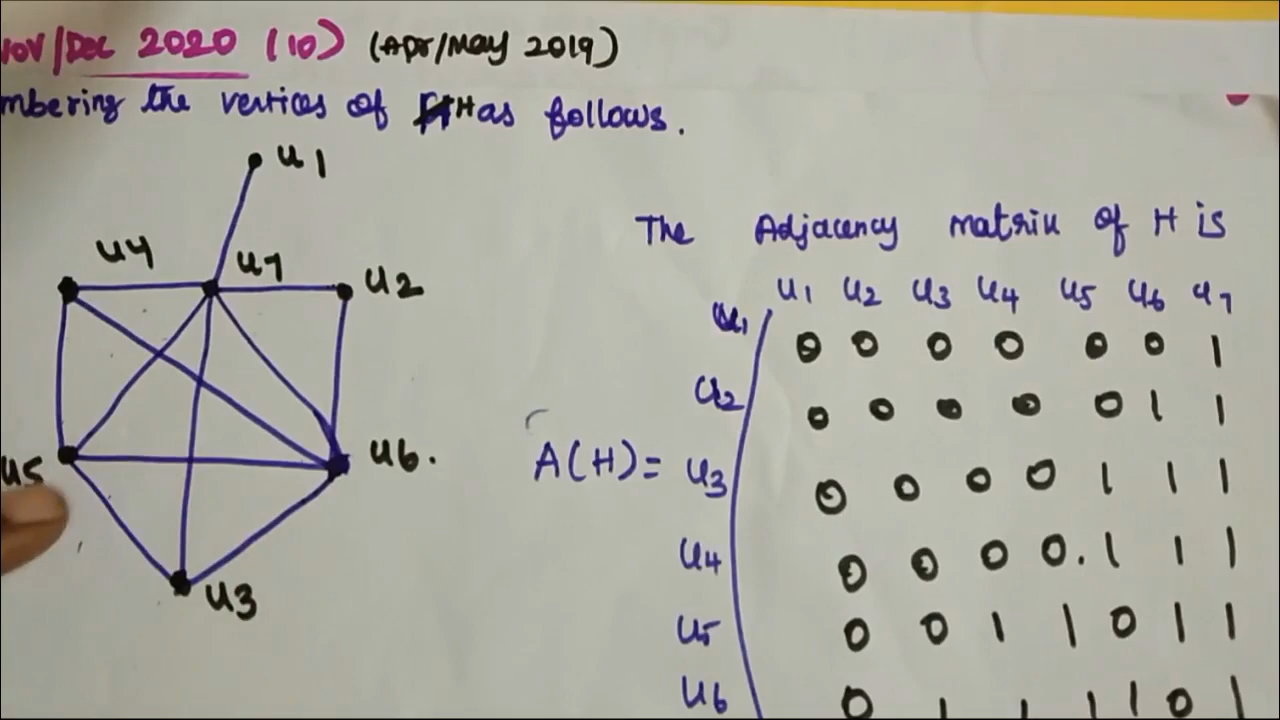 Nov/Dec 2020 (10) (Apr/May 2019)
mbering the vertices of H as follows.
u1
u4 u7 u2
u5 u6.
u3
The Adjacency matrix of H is
u1 u2 u3 u4 u5 u6 u7
u1 0 0 0 0 0 0 1
u2 0 0 0 0 0 1 1
A(H) = u3 0 0 0 0 1 1 1
u4 0 0 0 0. 1 1 1
u5 0 0 1 1 0 1 1
u6 0 1 1 1 1 0 1